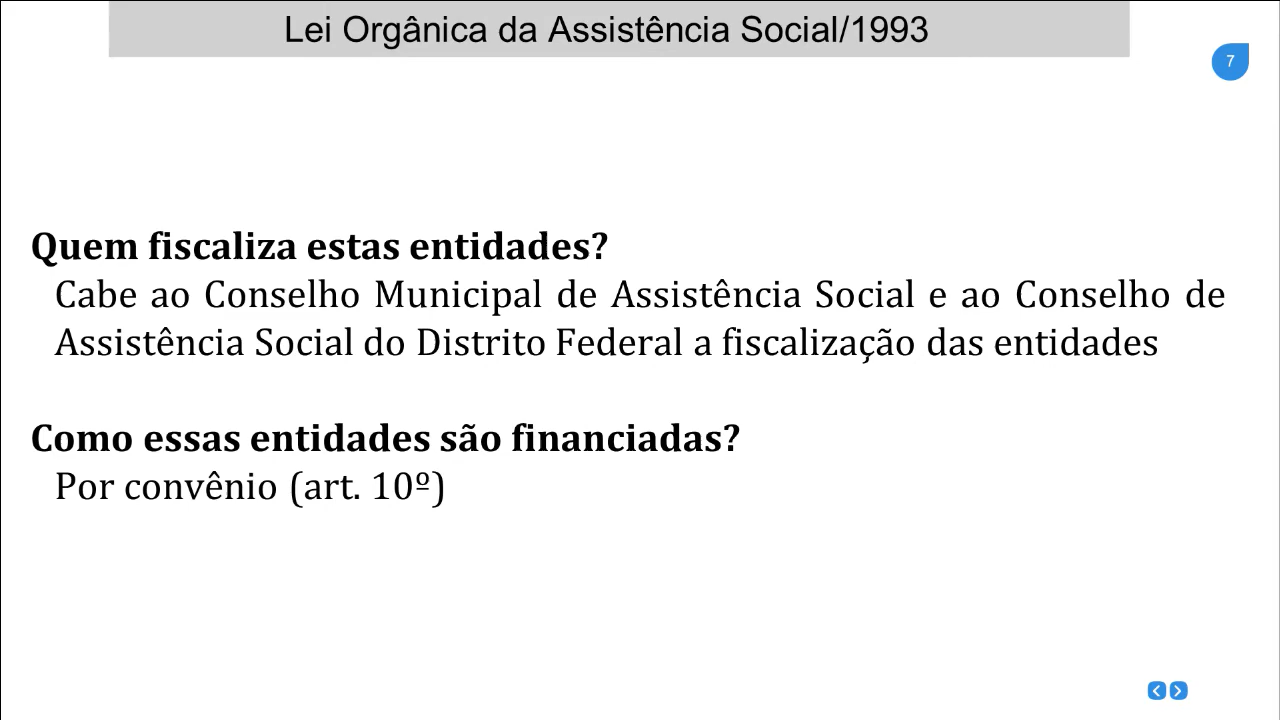 Lei Orgânica da Assistência Social/1993
7
Quem fiscaliza estas entidades?
Cabe ao Conselho Municipal de Assistência Social e ao Conselho de
Assistência Social do Distrito Federal a fiscalização das entidades
Como essas entidades são financiadas?
Por convênio (art. 10º)